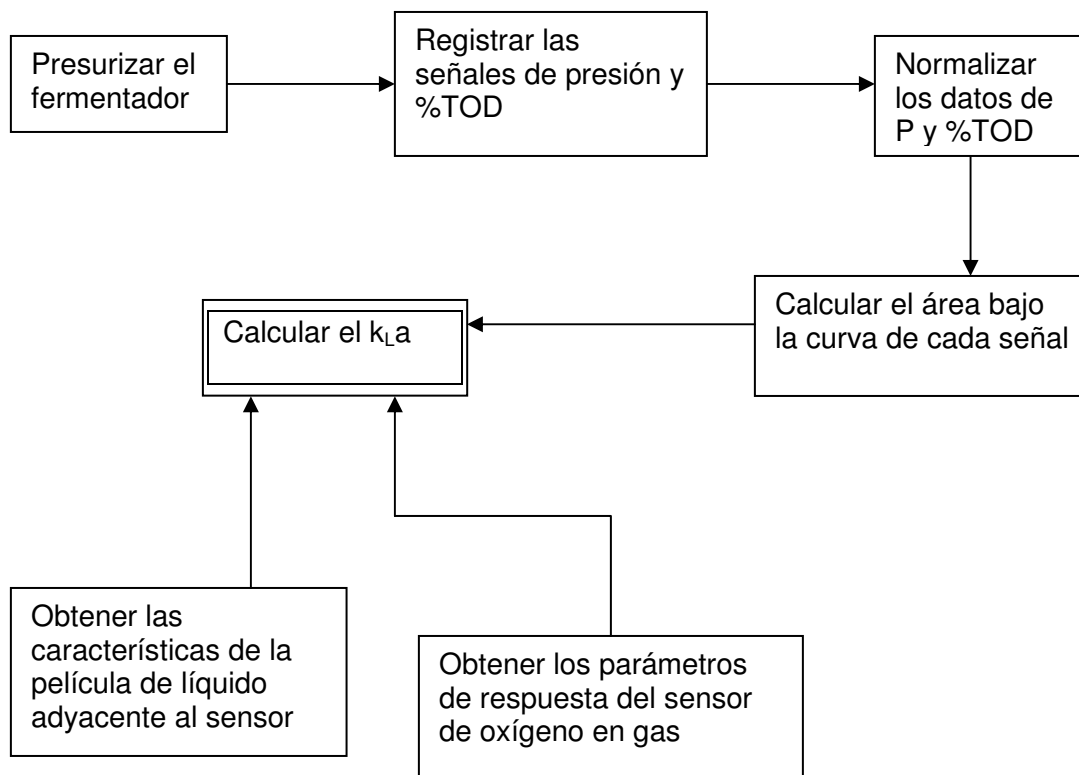 Presurizar el
fermentador
Registrar las
señales de presión y
%TOD
Normalizar
los datos de
P y %TOD
Calcular el área bajo
la curva de cada señal
Calcular el kLa
Obtener las
características de la
película de líquido
adyacente al sensor
Obtener los parámetros
de respuesta del sensor
de oxígeno en gas